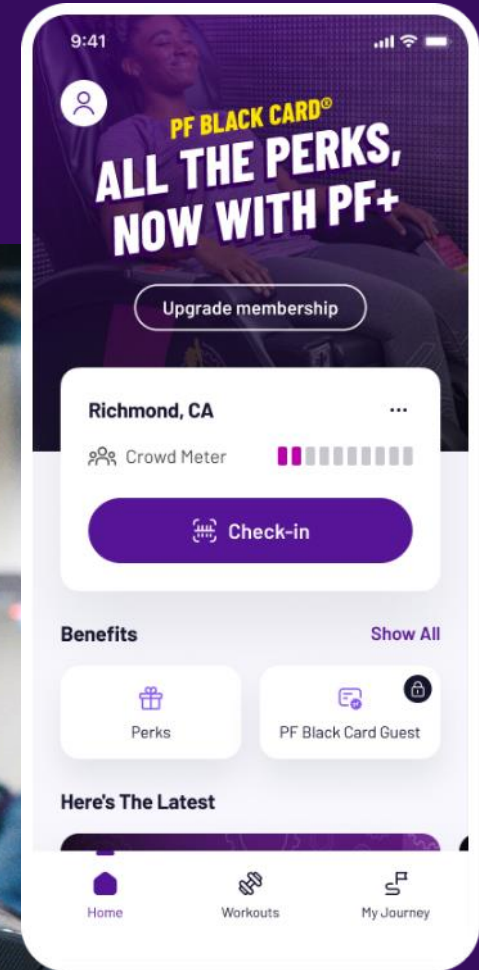 9:41
PF BLACK CARD®
ALL THE PERKS,
NOW WITH PF+
Upgrade membership
Richmond, CA
Crowd Meter
Check-in
Benefits
Show All
Perks
PF Black Card Guest
Here's The Latest
Home
Workouts
My Journey